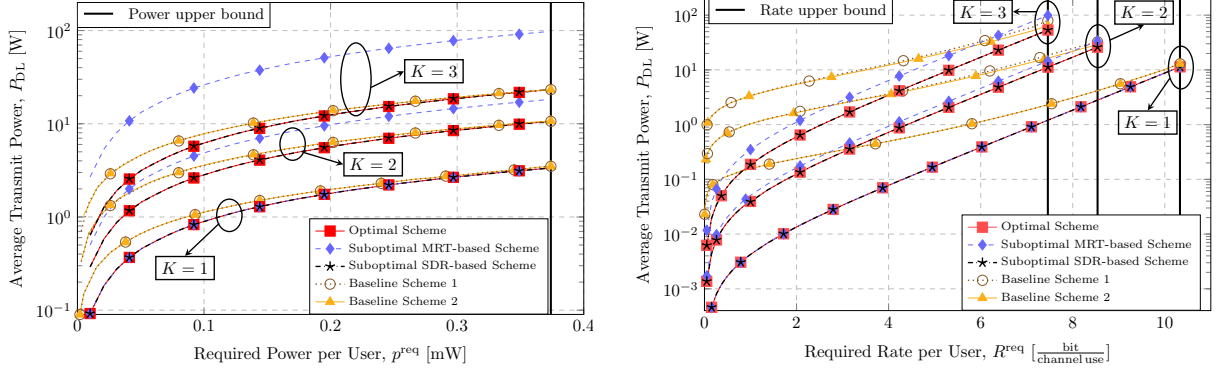 Power upper bound
Average Transmit Power, P_DL [W]
10^2
10^1
10^0
10^-1
K = 3
K = 2
K = 1
Optimal Scheme
Suboptimal MRT-based Scheme
Suboptimal SDR-based Scheme
Baseline Scheme 1
Baseline Scheme 2
0
0.1
0.2
0.3
0.4
Required Power per User, p^req [mW]
Rate upper bound
Average Transmit Power, P_DL [W]
10^2
10^1
10^0
10^-1
10^-2
10^-3
K = 3
K = 2
K = 1
Optimal Scheme
Suboptimal MRT-based Scheme
Suboptimal SDR-based Scheme
Baseline Scheme 1
Baseline Scheme 2
0
2
4
6
8
10
Required Rate per User, R^req [bit/channel use]